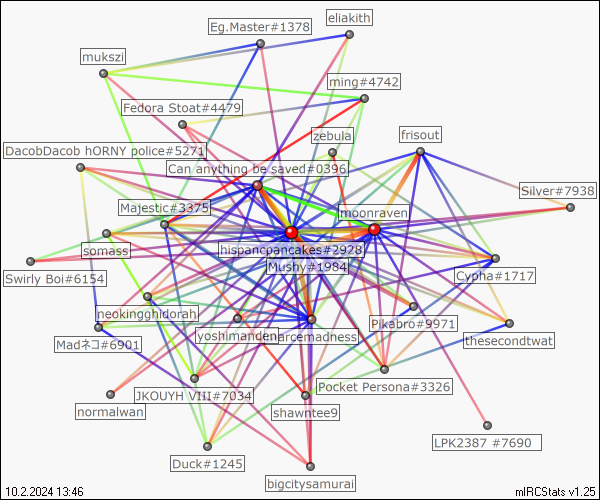 eliakith
Eg.Master#1378
mukszi
ming#4742
Fedora Stoat#4479
zebula
frisout
DacobDacob hORNY police#5271
Can anything be saved#0396
Silver#7938
Majestic#3375
moonraven
somass
hispancpancakes#2928
Mushy#1984
Swirly Boi#6154
Cypha#1717
neokingghidorah
Pikabro#9971
yoshimanden
marcemadness
thesecondtwat
Madネコ#6901
Pocket Persona#3326
JKOUYH VIII#7034
normalwan
shawntee9
LPK2387 #7690
Duck#1245
bigcitysamurai
10.2.2024 13:46
mIRCStats v1.25